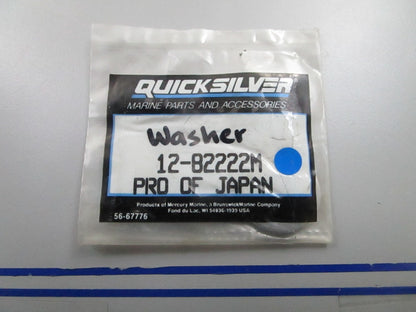 QUICKSILVER
MARINE PARTS AND ACCESSORIES
Washer
12-82222M
PRO OF JAPAN
Products of Mercury Marine, A Brunswick Marine Company
Fond du Lac, WI 54936-1939 USA
56-67776